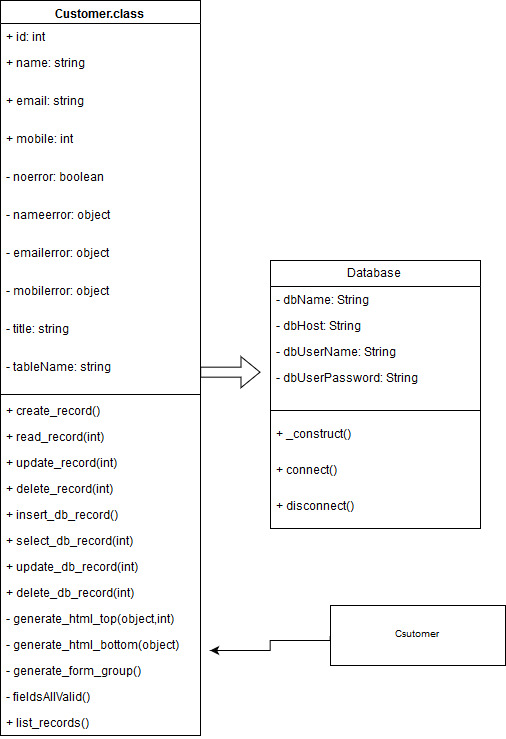 Customer.class
+ id: int
+ name: string
+ email: string
+ mobile: int
- noerror: boolean
- nameerror: object
- emailerror: object
- mobilerror: object
- title: string
- tableName: string
+ create_record()
+ read_record(int)
+ update_record(int)
+ delete_record(int)
+ insert_db_record()
+ select_db_record(int)
+ update_db_record(int)
+ delete_db_record(int)
- generate_html_top(object,int)
- generate_html_bottom(object)
- generate_form_group()
- fieldsAllValid()
+ list_records()
Database
- dbName: String
- dbHost: String
- dbUserName: String
- dbUserPassword: String
+ _construct()
+ connect()
+ disconnect()
Csutomer